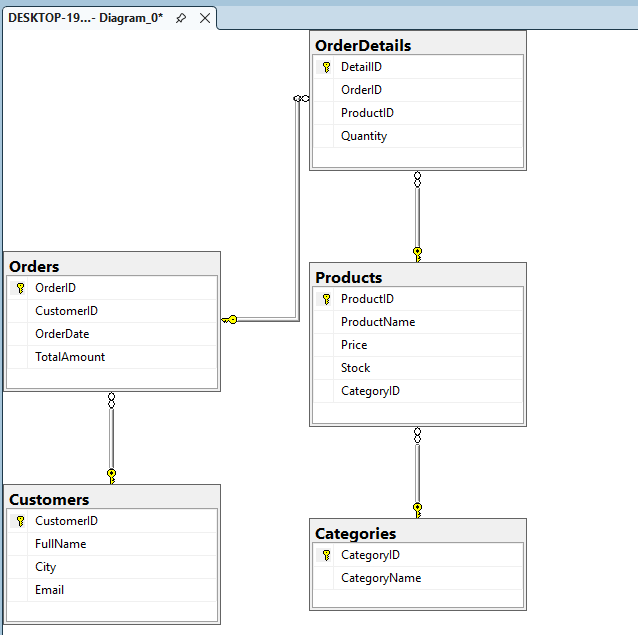 DESKTOP-19...- Diagram_0*
OrderDetails
DetailID
OrderID
ProductID
Quantity
Orders
OrderID
CustomerID
OrderDate
TotalAmount
Products
ProductID
ProductName
Price
Stock
CategoryID
Customers
CustomerID
FullName
City
Email
Categories
CategoryID
CategoryName